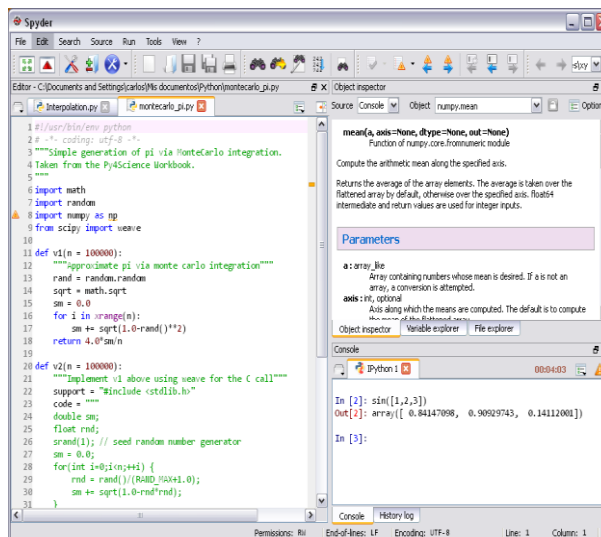 Spyder
File Edit Search Source Run Tools View ?
Editor - C:\Documents and Settings\carlos\Mis documentos\Python\montecarlo_pi.py
Interpolation.py montecarlo_pi.py
1 #!/usr/bin/env python
2 # -*- coding: utf-8 -*-
3 """Simple generation of pi via MonteCarlo integration.
4 Taken from the Py4Science Workbook.
5 """
6 import math
7 import random
8 import numpy as np
9 from scipy import weave
10
11 def v1(n = 100000):
12 """Approximate pi via monte carlo integration"""
13 rand = random.random
14 sqrt = math.sqrt
15 sm = 0.0
16 for i in xrange(n):
17 sm += sqrt(1.0-rand()**2)
18 return 4.0*sm/n
19
20 def v2(n = 100000):
21 """Implement v1 above using weave for the C call"""
22 support = "#include <stdlib.h>"
23 code = """
24 double sm;
25 float rnd;
26 srand(1); // seed random number generator
27 sm = 0.0;
28 for(int i=0;i<n;++i) {
29 rnd = rand()/(RAND_MAX+1.0);
30 sm += sqrt(1.0-rnd*rnd);
31 }
s|x|y
Object inspector
Source Console Object numpy.mean Option
mean(a, axis=None, dtype=None, out=None)
Function of numpy.core.fromnumeric module
Compute the arithmetic mean along the specified axis.
Returns the average of the array elements. The average is taken over the
flattened array by default, otherwise over the specified axis. float64
intermediate and return values are used for integer inputs.
Parameters
a : array_like
Array containing numbers whose mean is desired. If a is not an
array, a conversion is attempted.
axis : int, optional
Axis along which the means are computed. The default is to compute
the mean of the flattened array.
Object inspector Variable explorer File explorer
Console
IPython 1 00:04:03
In [2]: sin([1,2,3])
Out[2]: array([ 0.84147098, 0.90929743, 0.14112001])
In [3]:
Console History log
Permissions: RW End-of-lines: LF Encoding: UTF-8 Line: 1 Column: 1